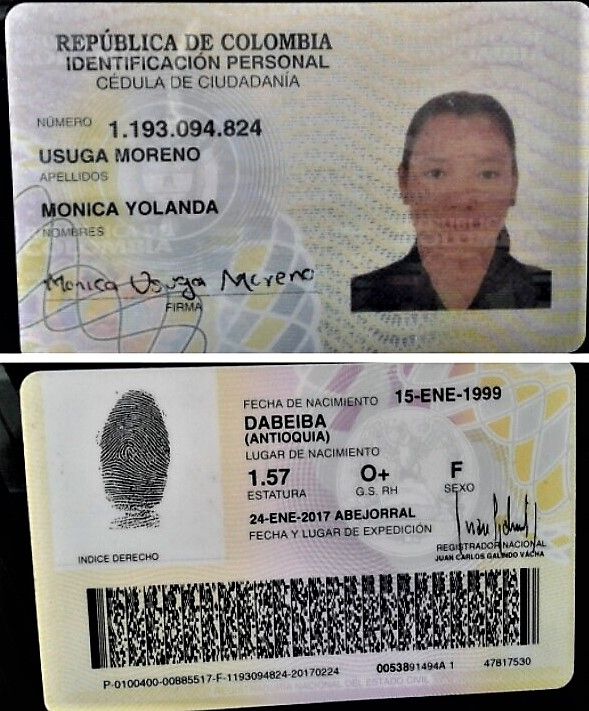 REPÚBLICA DE COLOMBIA
IDENTIFICACIÓN PERSONAL
CÉDULA DE CIUDADANÍA
NÚMERO 1.193.094.824
USUGA MORENO
APELLIDOS
MONICA YOLANDA
NOMBRES
Monica Usuga Moreno
FIRMA
FECHA DE NACIMIENTO 15-ENE-1999
DABEIBA
(ANTIOQUIA)
LUGAR DE NACIMIENTO
1.57 O+ F
ESTATURA G.S. RH SEXO
24-ENE-2017 ABEJORRAL
FECHA Y LUGAR DE EXPEDICIÓN
REGISTRADOR NACIONAL
JUAN CARLOS GALINDO VÁCHA
INDICE DERECHO
P-0100400-00885517-F-1193094824-20170224 0053891494A 1 47817530